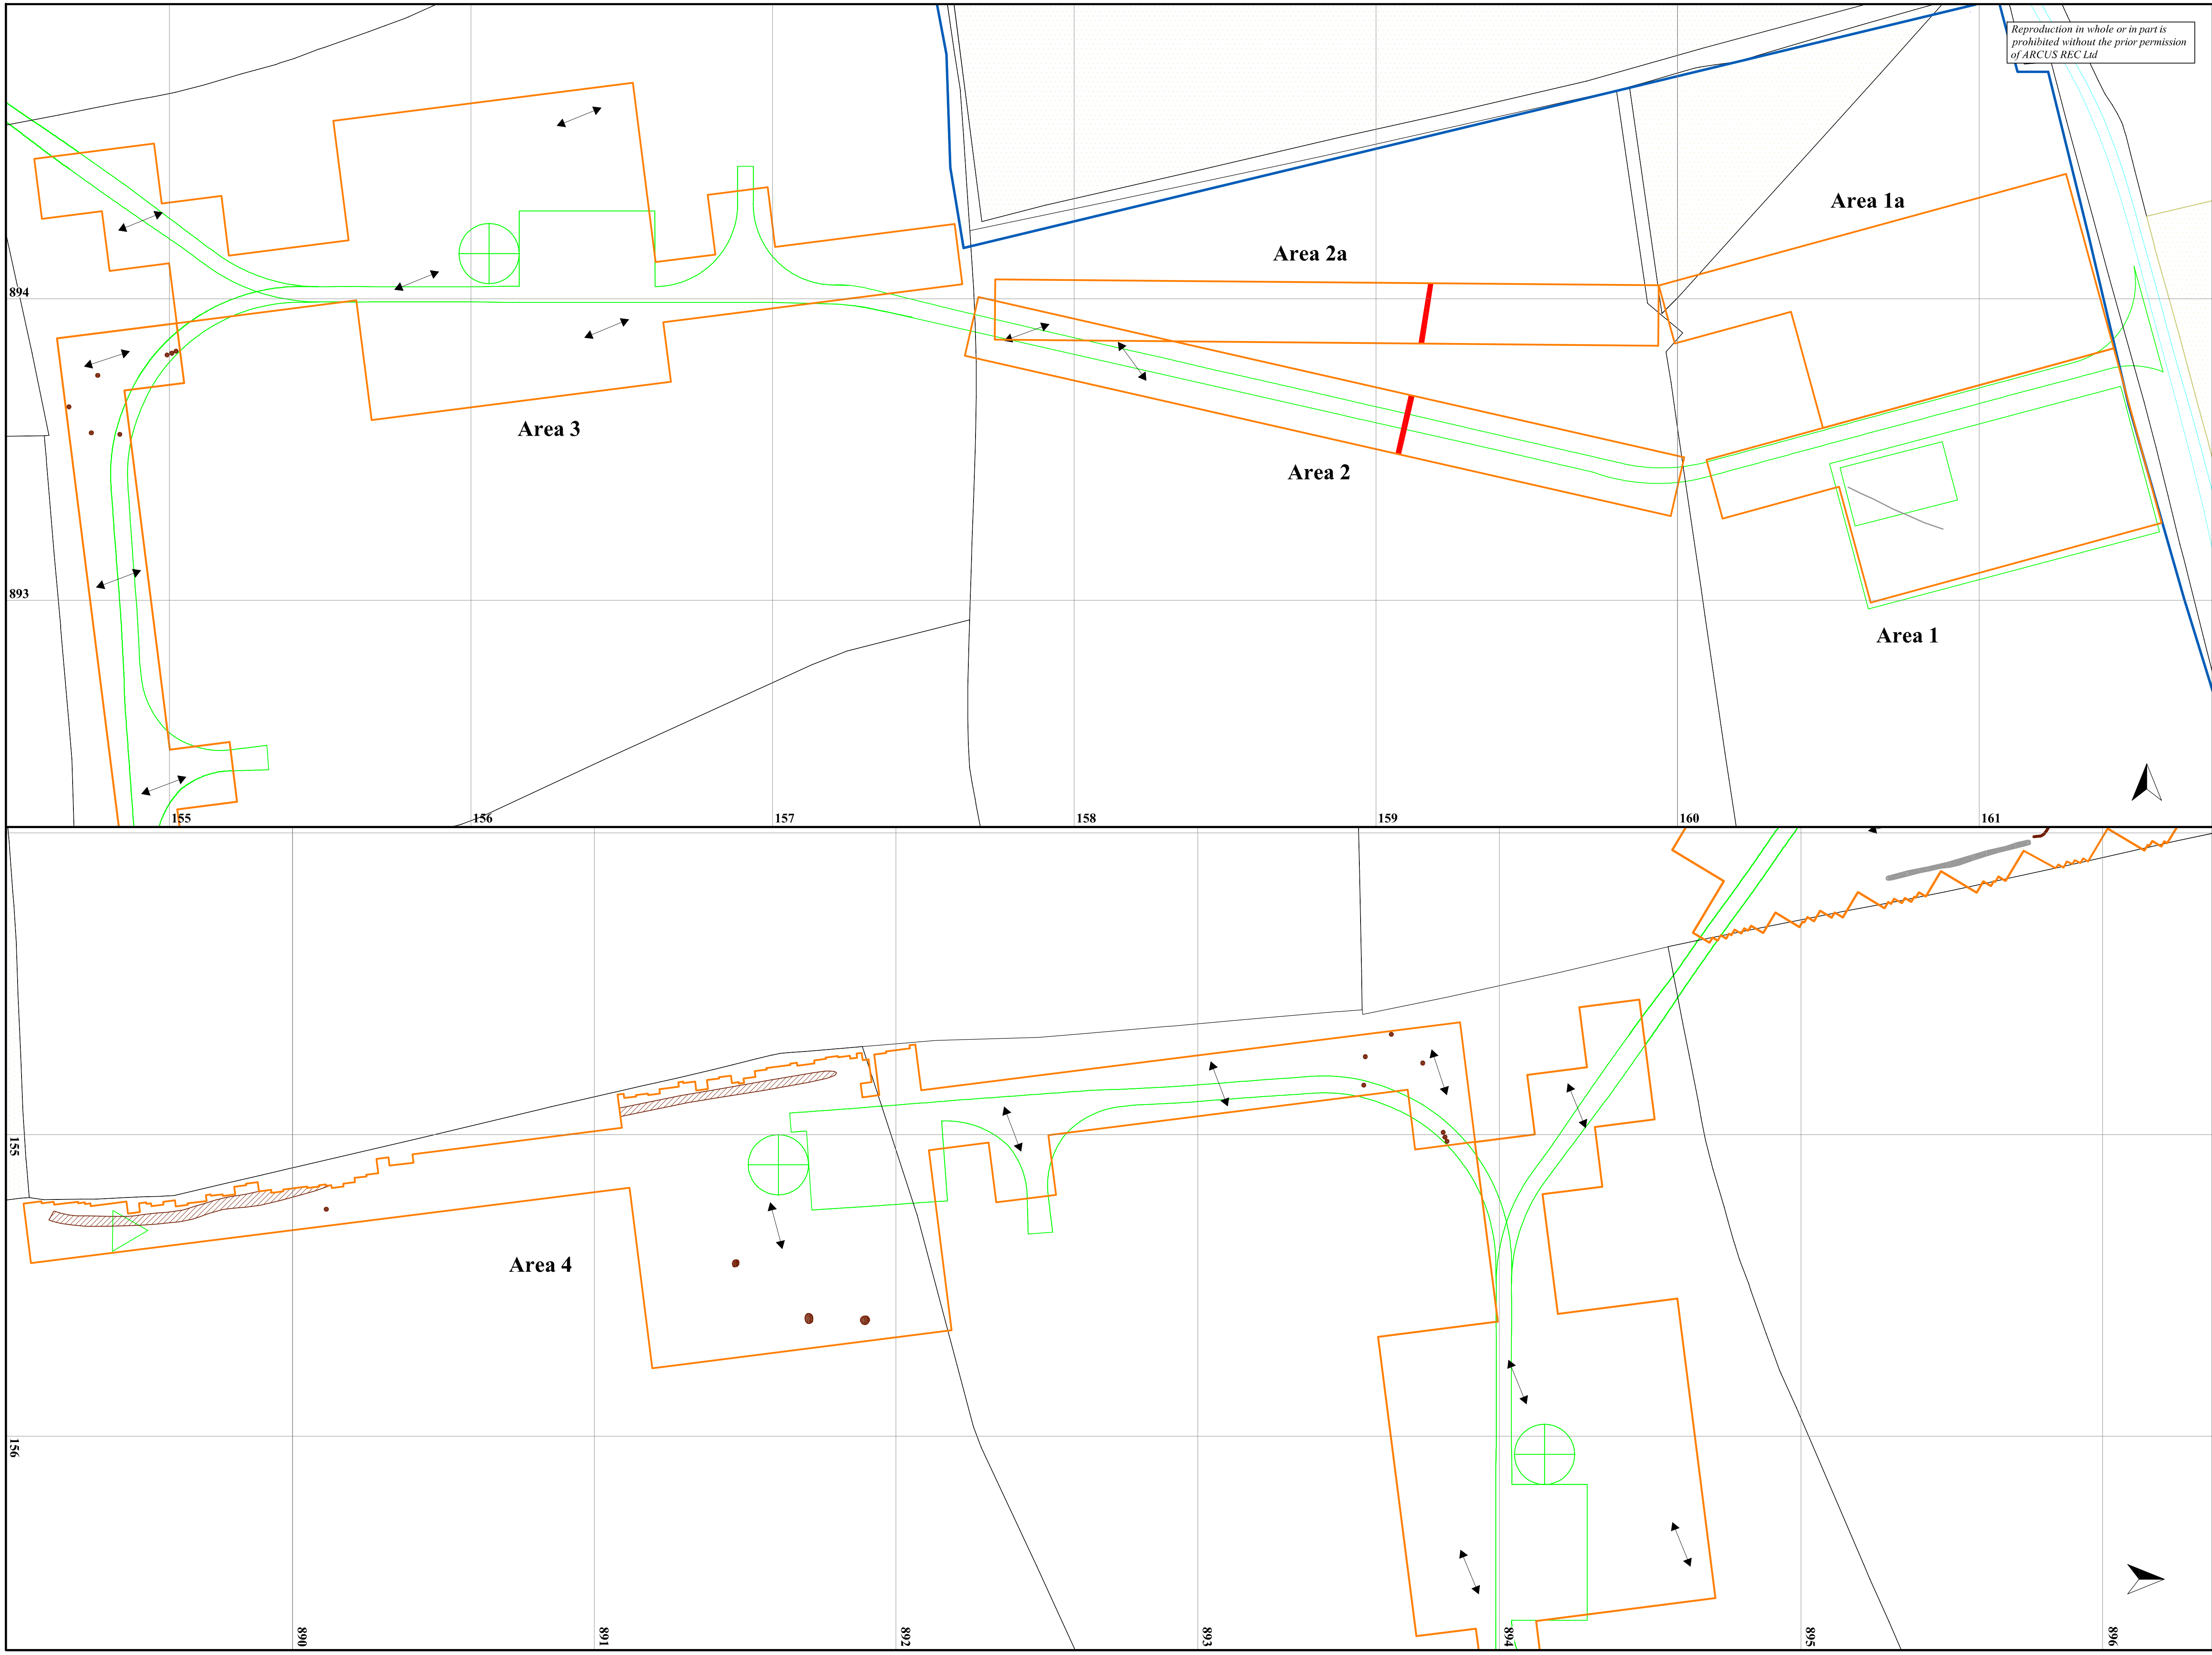 Reproduction in whole or in part is
prohibited without the prior permission
of ARCUS REC Ltd
Area 1a
Area 2a
894
Area 3
Area 2
893
Area 1
155
156
157
158
159
160
161
155
Area 4
156
890
891
892
893
894
895
896